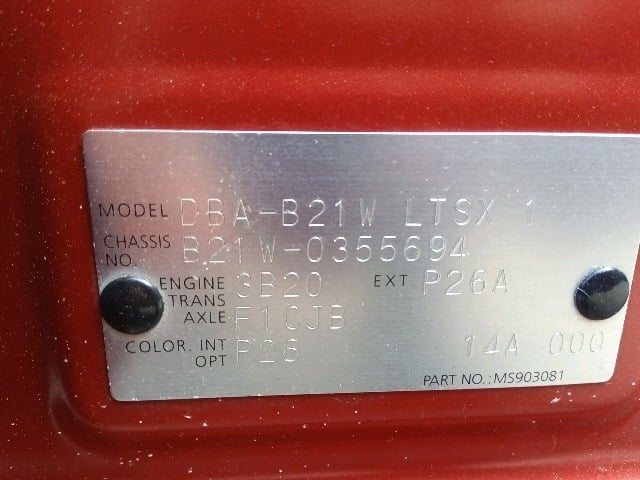 MODEL DBA-B21W LTSX 1
CHASSIS NO. B21W-0355694
ENGINE 3B20 EXT P26A
TRANS AXLE F1CJB
COLOR. INT OPT P26 14A 000
PART NO.:MS903081